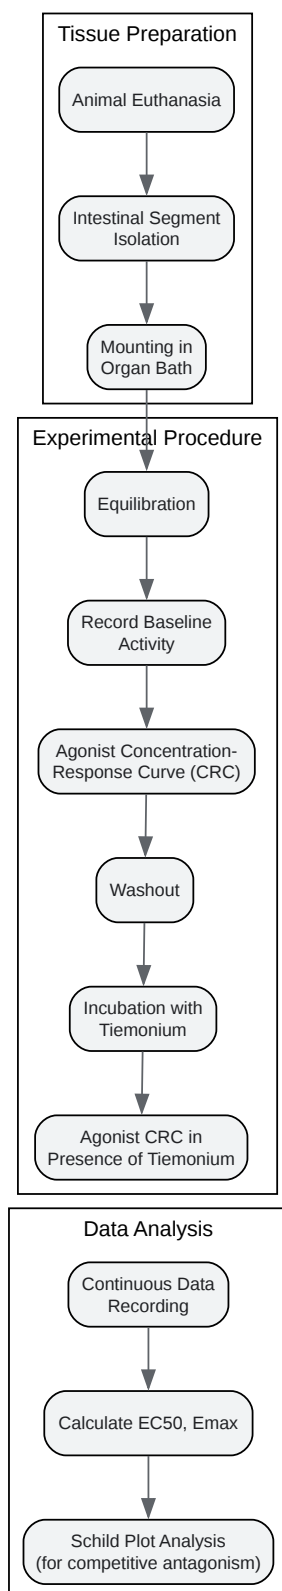 Tissue Preparation
Animal Euthanasia
Intestinal Segment
Isolation
Mounting in
Organ Bath
Experimental Procedure
Equilibration
Record Baseline
Activity
Agonist Concentration-
Response Curve (CRC)
Washout
Incubation with
Tiemonium
Agonist CRC in
Presence of Tiemonium
Data Analysis
Continuous Data
Recording
Calculate EC50, Emax
Schild Plot Analysis
(for competitive antagonism)